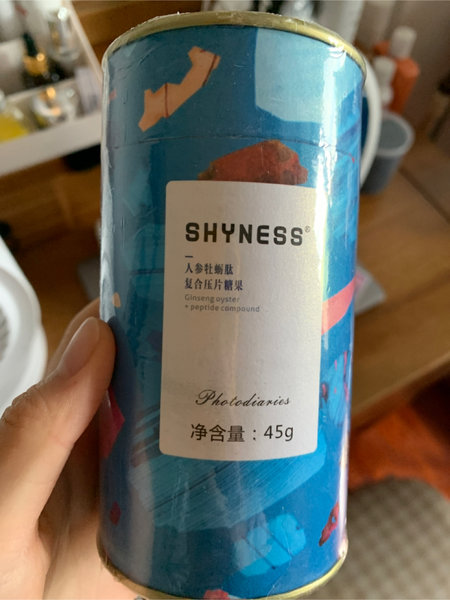 SHYNESS®
人参牡蛎肽
复合压片糖果
Ginseng oyster
+ peptide compound
Photodiaries
净含量：45g